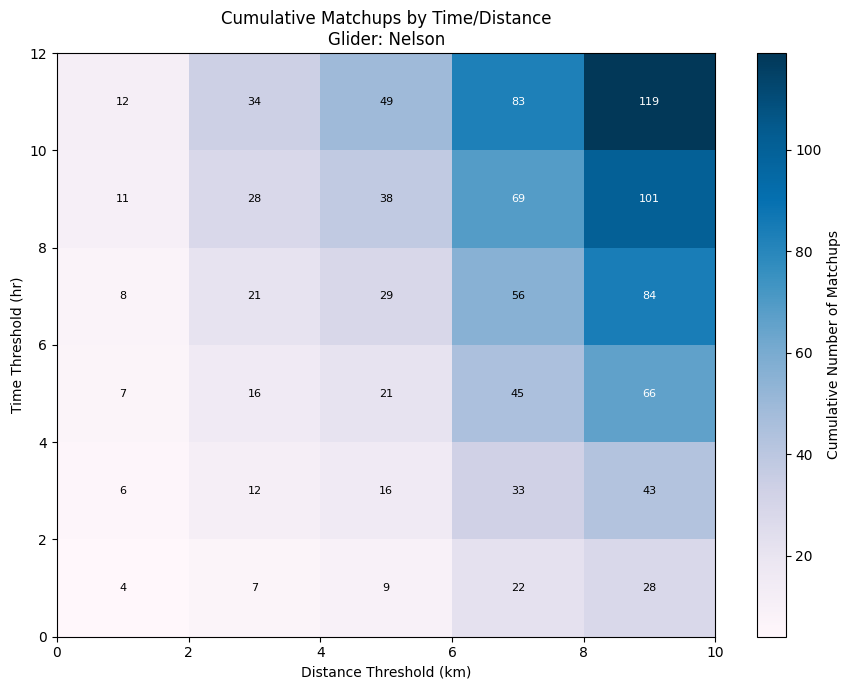 Cumulative Matchups by Time/Distance
Glider: Nelson
12
12 34 49 83 119
10
100
11 28 38 69 101
8
80
8 21 29 56 84
6
60
7 16 21 45 66
4
40
6 12 16 33 43
2
20
4 7 9 22 28
0
0 2 4 6 8 10
Distance Threshold (km)
Time Threshold (hr)
Cumulative Number of Matchups